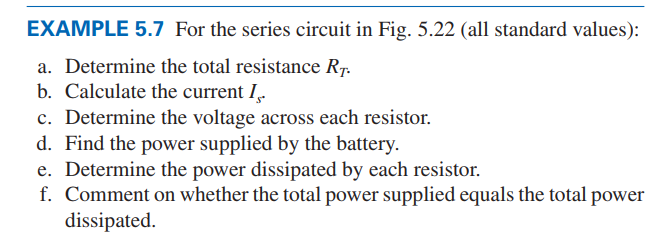 EXAMPLE 5.7 For the series circuit in Fig. 5.22 (all standard values):
a. Determine the total resistance R_T.
b. Calculate the current I_s.
c. Determine the voltage across each resistor.
d. Find the power supplied by the battery.
e. Determine the power dissipated by each resistor.
f. Comment on whether the total power supplied equals the total power
dissipated.